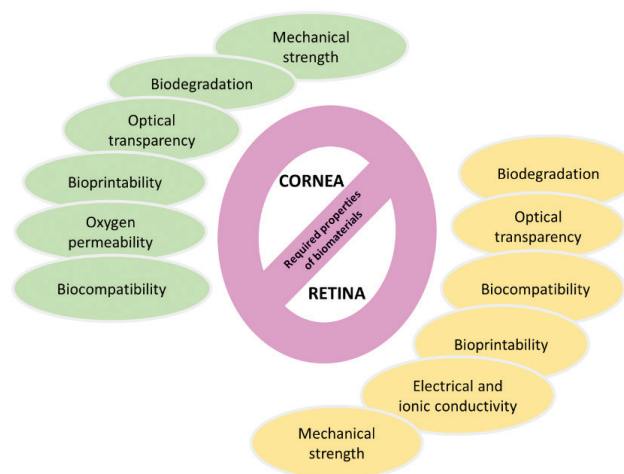 Mechanical
strength
Biodegradation
Optical
transparency
Bioprintability
Oxygen
permeability
Biocompatibility
CORNEA
Required properties
of biomaterials
RETINA
Biodegradation
Optical
transparency
Biocompatibility
Bioprintability
Electrical and
ionic conductivity
Mechanical
strength